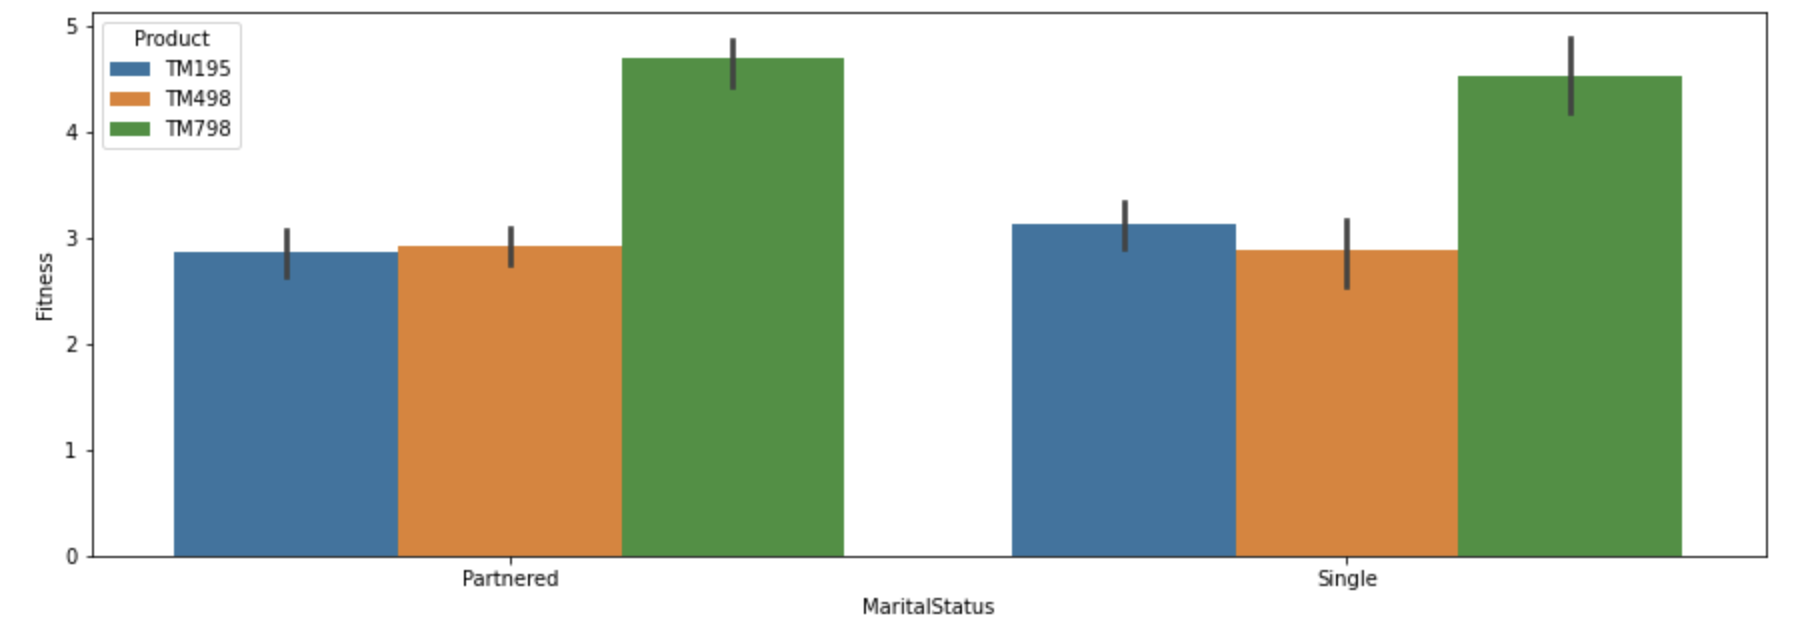 Product
TM195
TM498
TM798
5
4
3
2
1
0
Fitness
Partnered
Single
MaritalStatus